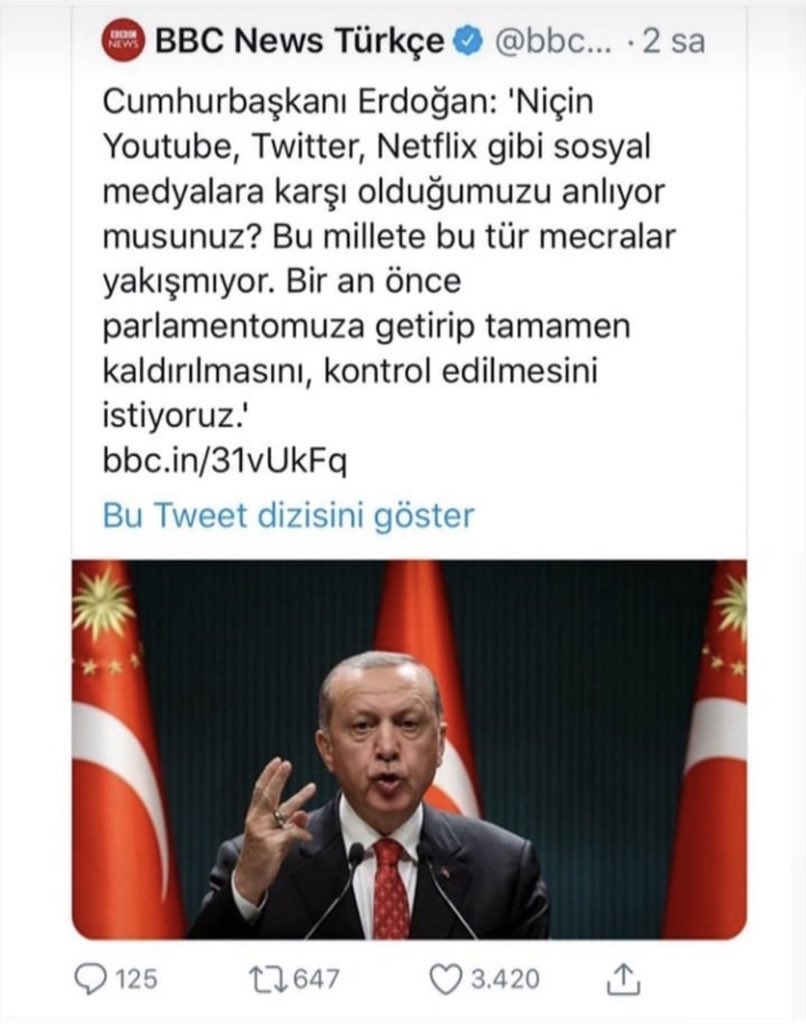 BBC NEWS
BBC News Türkçe @bbc... · 2 sa
Cumhurbaşkanı Erdoğan: 'Niçin
Youtube, Twitter, Netflix gibi sosyal
medyalara karşı olduğumuzu anlıyor
musunuz? Bu millete bu tür mecralar
yakışmıyor. Bir an önce
parlamentomuza getirip tamamen
kaldırılmasını, kontrol edilmesini
istiyoruz.'
bbc.in/31vUkFq
Bu Tweet dizisini göster
125 647 3.420